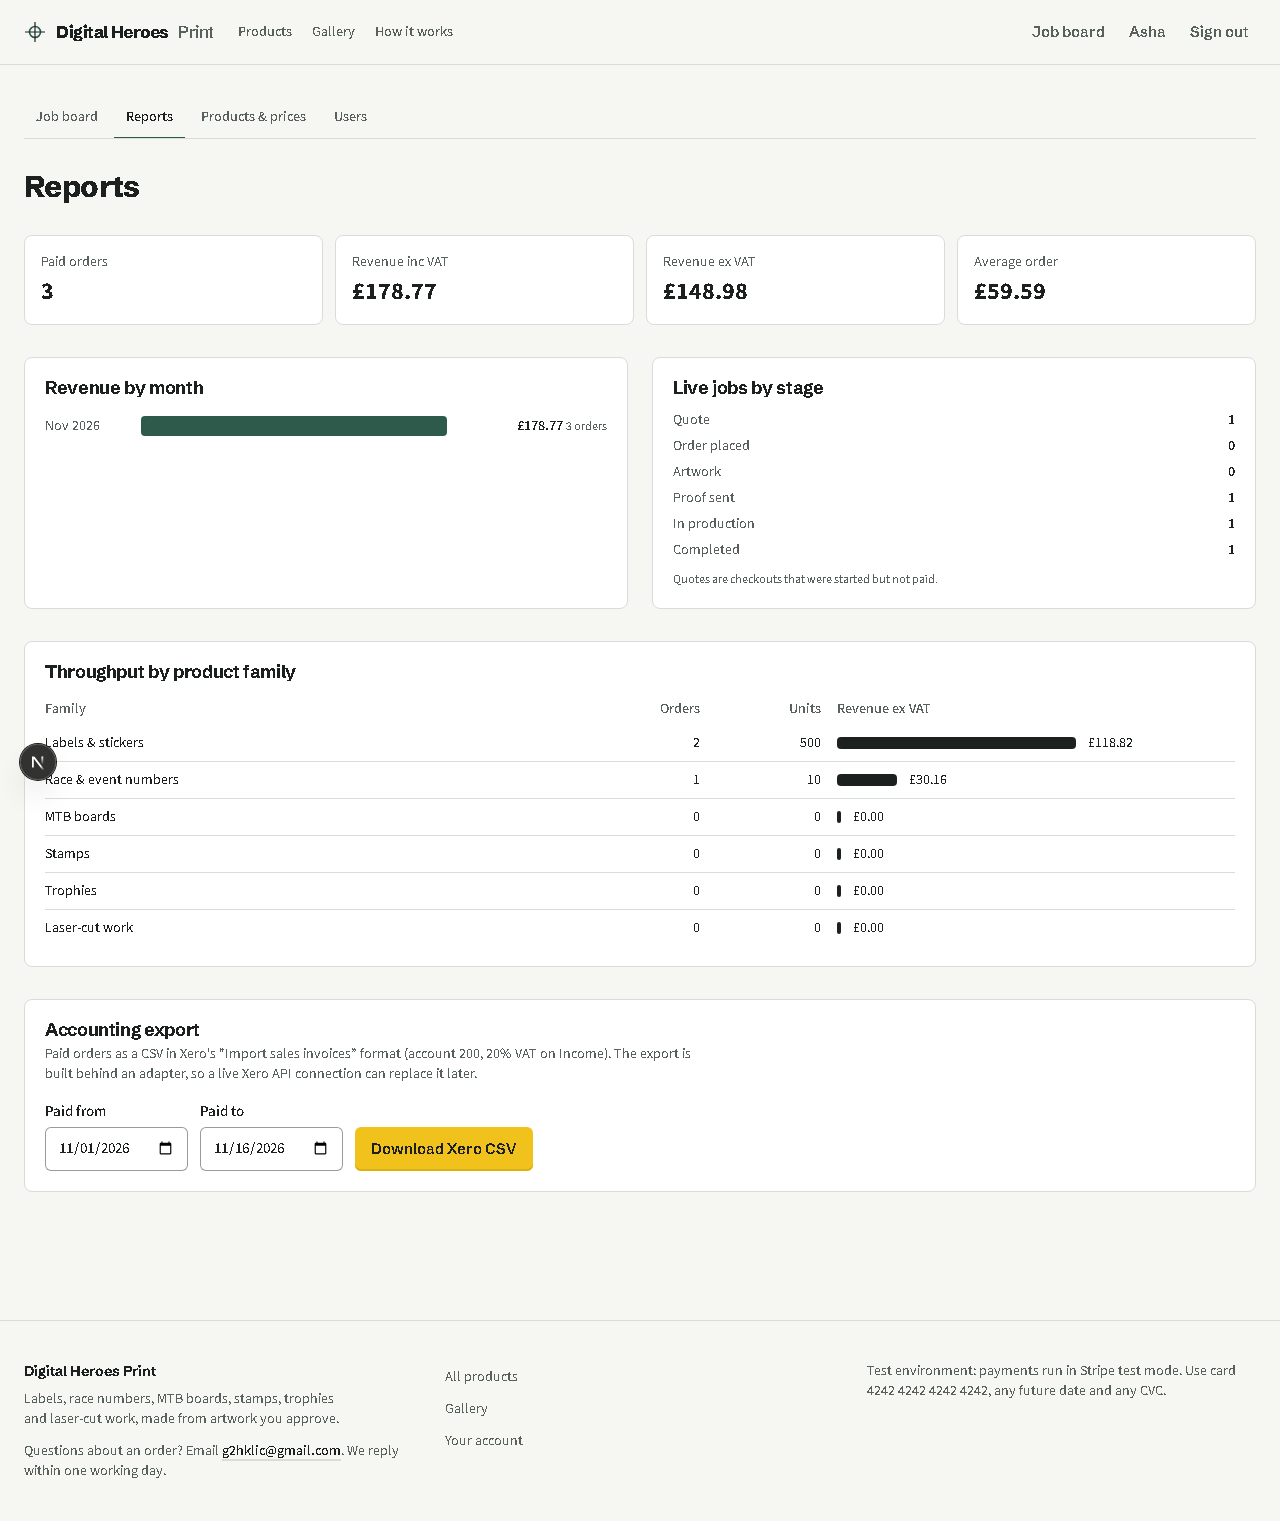 Digital Heroes Print Products Gallery How it works Job board Asha Sign out
Job board Reports Products & prices Users
Reports
Paid orders Revenue inc VAT Revenue ex VAT Average order
3 £178.77 £148.98 £59.59
Revenue by month
Nov 2026 £178.77 3 orders
Live jobs by stage
Quote 1
Order placed 0
Artwork 0
Proof sent 1
In production 1
Completed 1
Quotes are checkouts that were started but not paid.
Throughput by product family
Family Orders Units Revenue ex VAT
Labels & stickers 2 500 £118.82
N
Race & event numbers 1 10 £30.16
MTB boards 0 0 £0.00
Stamps 0 0 £0.00
Trophies 0 0 £0.00
Laser-cut work 0 0 £0.00
Accounting export
Paid orders as a CSV in Xero's "Import sales invoices" format (account 200, 20% VAT on Income). The export is
built behind an adapter, so a live Xero API connection can replace it later.
Paid from Paid to
11/01/2026 11/16/2026 Download Xero CSV
Digital Heroes Print
Labels, race numbers, MTB boards, stamps, trophies
and laser-cut work, made from artwork you approve.
Questions about an order? Email g2hklic@gmail.com. We reply
within one working day.
All products
Gallery
Your account
Test environment: payments run in Stripe test mode. Use card
4242 4242 4242 4242, any future date and any CVC.